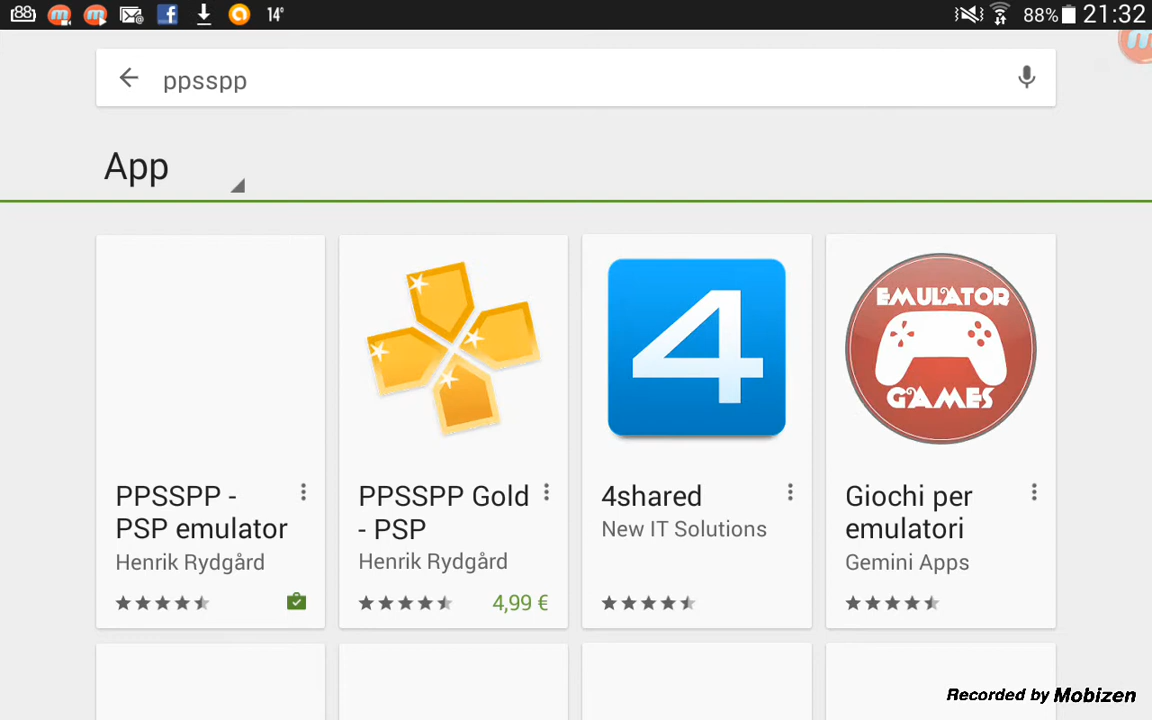 88 14° 88% 21:32
ppsspp
App
4
EMULATOR
GAMES
PPSSPP -
PSP emulator
Henrik Rydgård
PPSSPP Gold
- PSP
Henrik Rydgård
4,99 €
4shared
New IT Solutions
Giochi per
emulatori
Gemini Apps
Recorded by Mobizen